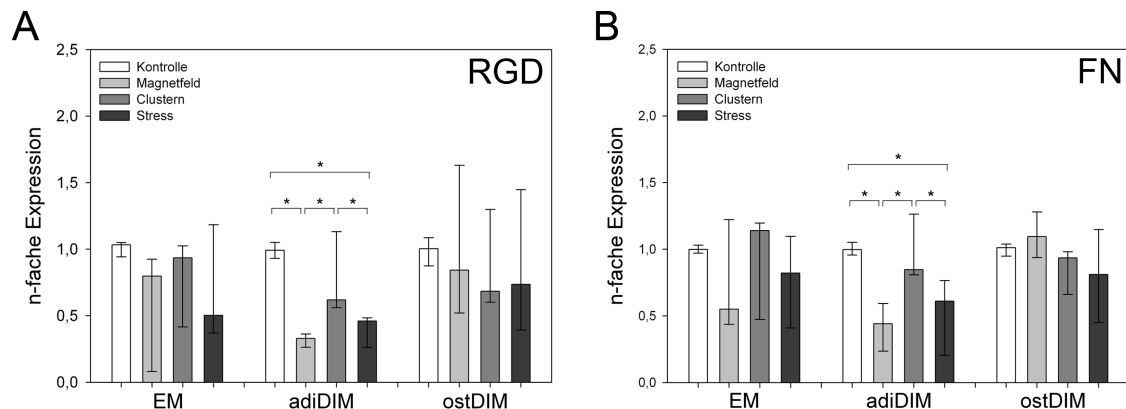 A
RGD
n-fache Expression
2,5
2,0
1,5
1,0
0,5
0,0
Kontrolle
Magnetfeld
Clustern
Stress
*
* * *
EM adiDIM ostDIM
B
FN
n-fache Expression
2,5
2,0
1,5
1,0
0,5
0,0
Kontrolle
Magnetfeld
Clustern
Stress
*
* * *
EM adiDIM ostDIM